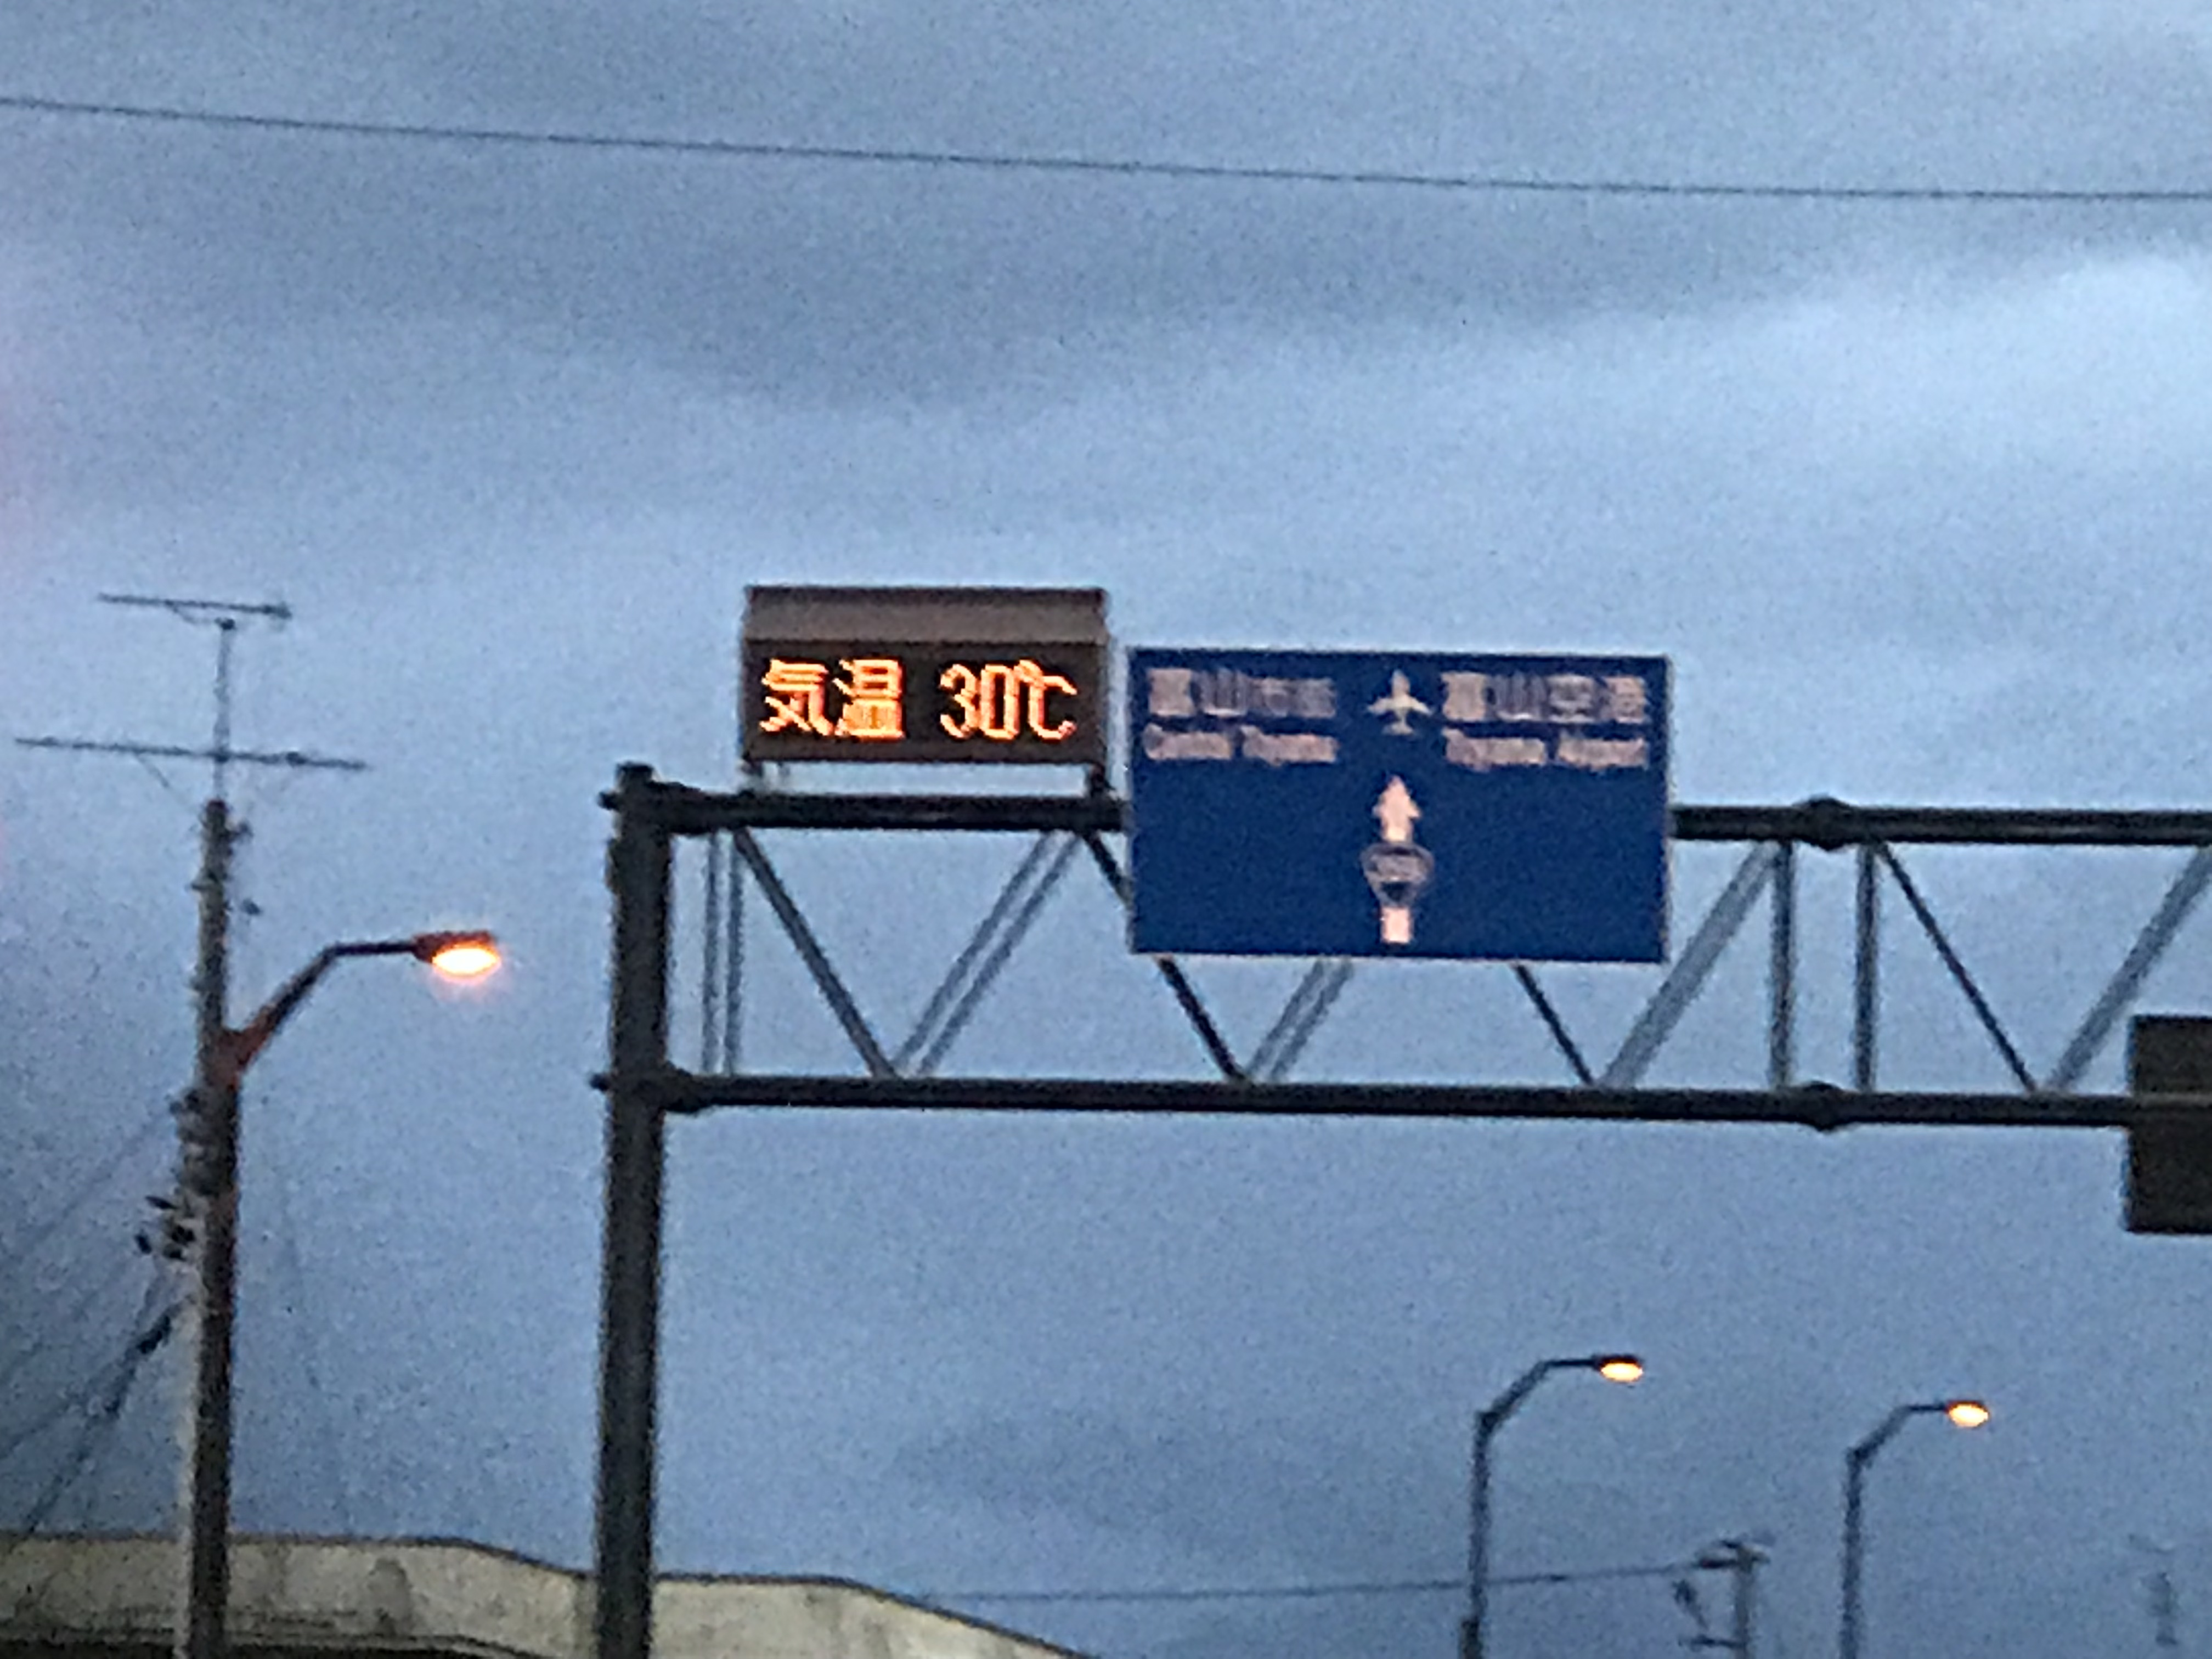 気温 30℃
富山市街
富山空港
Central Toyama
Toyama Airport